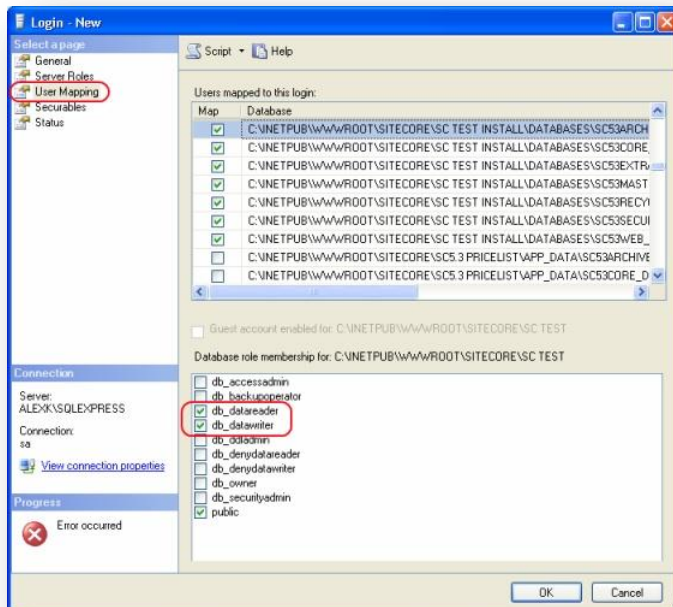 Login - New
Select a page
General
Server Roles
User Mapping
Securables
Status
Script
Help
Users mapped to this login:
Map Database
C:\INETPUB\WWWROOT\SITECORE\SC TEST INSTALL\DATABASES\SC53ARCH
C:\INETPUB\WWWROOT\SITECORE\SC TEST INSTALL\DATABASES\SC53CORE_
C:\INETPUB\WWWROOT\SITECORE\SC TEST INSTALL\DATABASES\SC53EXTR
C:\INETPUB\WWWROOT\SITECORE\SC TEST INSTALL\DATABASES\SC53MAST
C:\INETPUB\WWWROOT\SITECORE\SC TEST INSTALL\DATABASES\SC53RECY
C:\INETPUB\WWWROOT\SITECORE\SC TEST INSTALL\DATABASES\SC53SECUI
C:\INETPUB\WWWROOT\SITECORE\SC TEST INSTALL\DATABASES\SC53WEB_
C:\INETPUB\WWWROOT\SITECORE\SC5.3 PRICELIST\APP_DATA\SC53ARCHIVE
C:\INETPUB\WWWROOT\SITECORE\SC5.3 PRICELIST\APP_DATA\SC53CORE_D
Guest account enabled for: C:\INETPUB\WWWROOT\SITECORE\SC TEST
Database role membership for: C:\INETPUB\WWWROOT\SITECORE\SC TEST
db_accessadmin
db_backupoperator
db_datareader
db_datawriter
db_ddladmin
db_denydatareader
db_denydatawriter
db_owner
db_securityadmin
public
Connection
Server:
ALEXK\SQLEXPRESS
Connection:
sa
View connection properties
Progress
Error occurred
OK
Cancel